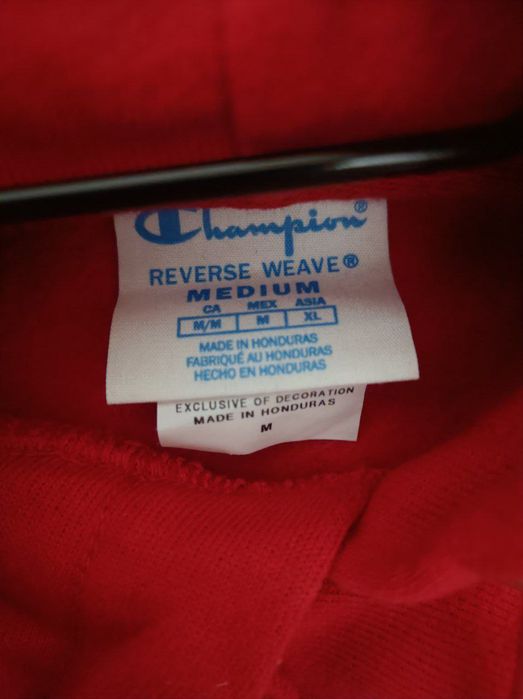 Champion®
REVERSE WEAVE®
MEDIUM
CA MEX ASIA
M/M M XL
MADE IN HONDURAS
FABRIQUÉ AU HONDURAS
HECHO EN HONDURAS
EXCLUSIVE OF DECORATION
MADE IN HONDURAS
M